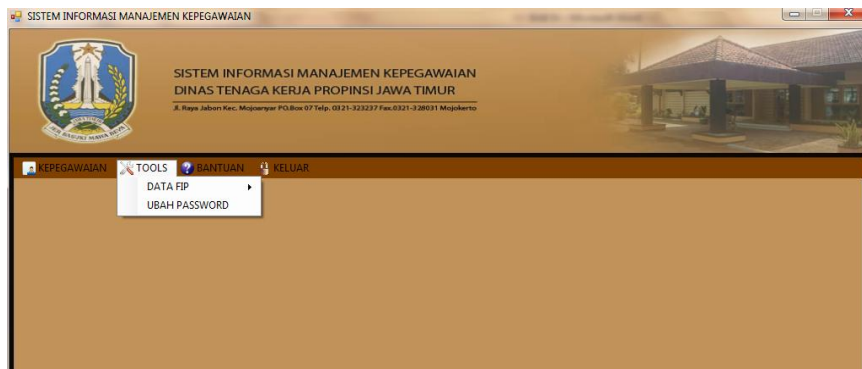 SISTEM INFORMASI MANAJEMEN KEPEGAWAIAN
SISTEM INFORMASI MANAJEMEN KEPEGAWAIAN
DINAS TENAGA KERJA PROPINSI JAWA TIMUR
Jl. Raya Jabon Kec. Mojoanyar PO.Box 07 Telp. 0321-323237 Fax.0321-328031 Mojokerto
KEPEGAWAIAN TOOLS BANTUAN KELUAR
DATA FIP
UBAH PASSWORD